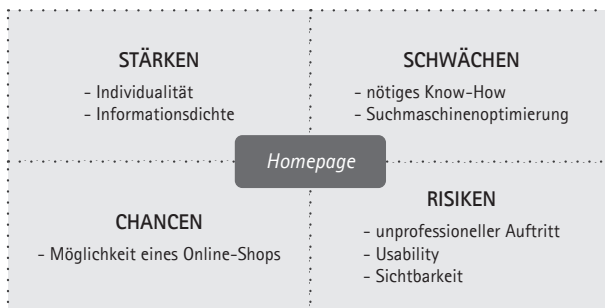 STÄRKEN
- Individualität
- Informationsdichte
SCHWÄCHEN
- nötiges Know-How
- Suchmaschinenoptimierung
Homepage
CHANCEN
- Möglichkeit eines Online-Shops
RISIKEN
- unprofessioneller Auftritt
- Usability
- Sichtbarkeit